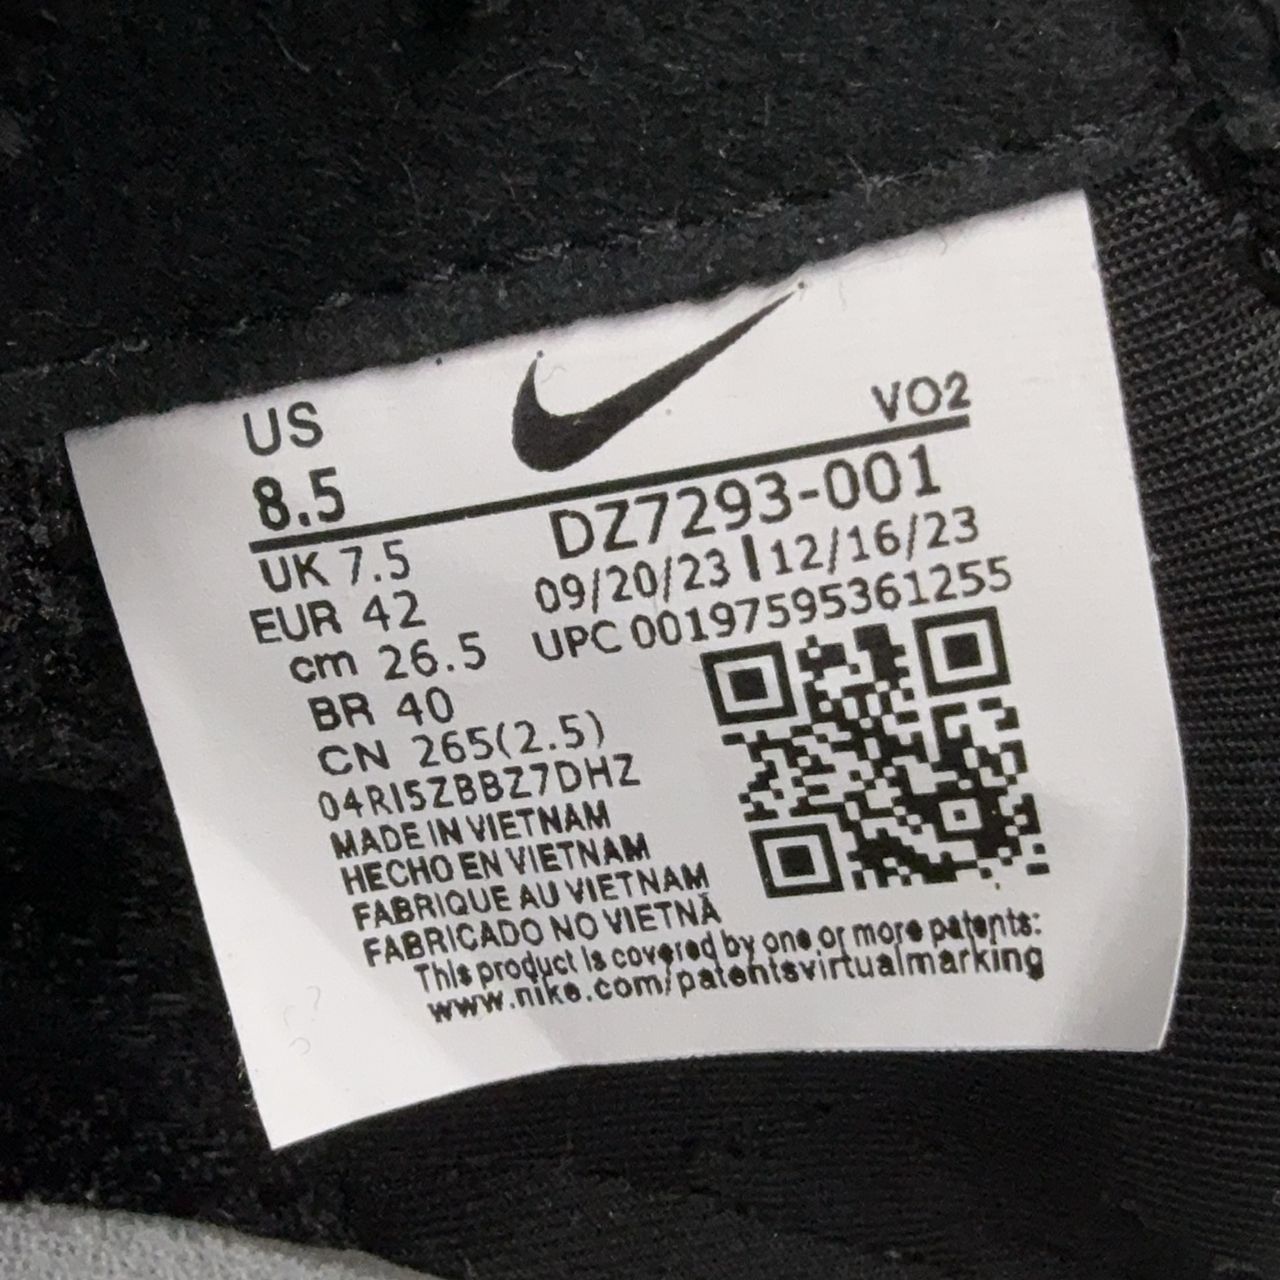 US
8.5
VO2
UK 7.5
EUR 42
cm 26.5
BR 40
CN 265(2.5)
DZ7293-001
09/20/23 | 12/16/23
UPC 00197595361255
04RI5ZBBZ7DHZ
MADE IN VIETNAM
HECHO EN VIETNAM
FABRIQUE AU VIETNAM
FABRICADO NO VIETNÃ
This product is covered by one or more patents:
www.nike.com/patentsvirtualmarking